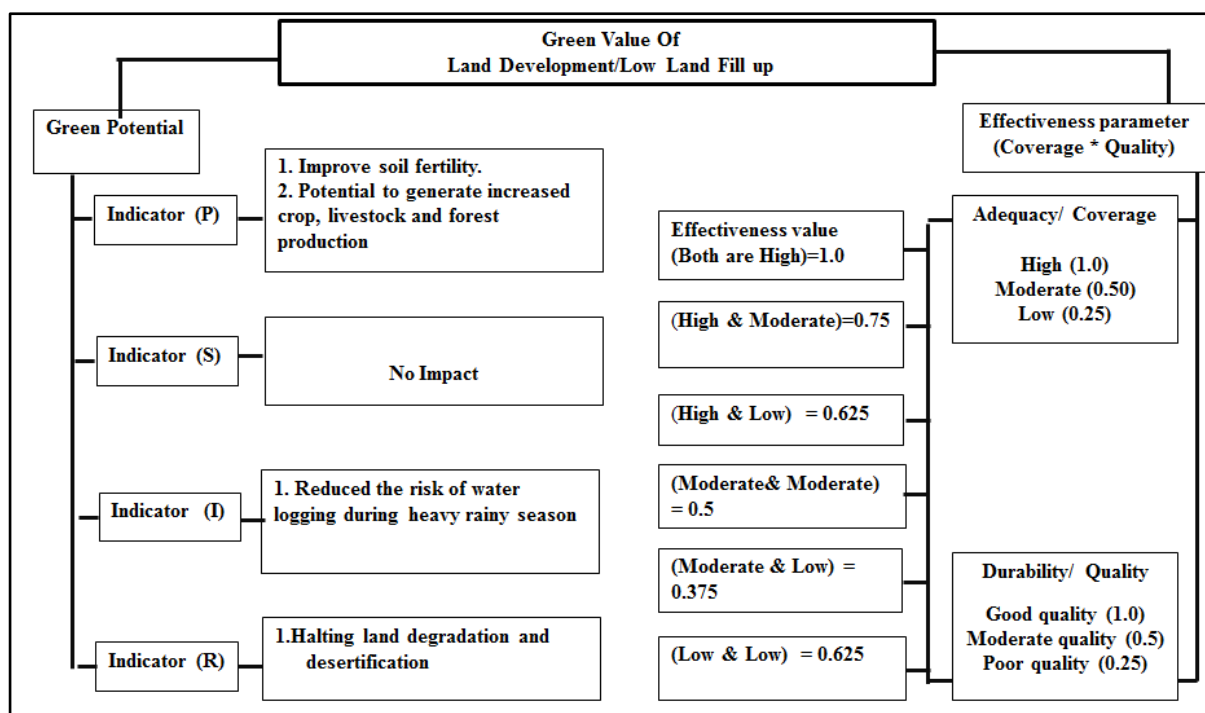 Green Value Of
Land Development/Low Land Fill up
Green Potential
Indicator (P)
1. Improve soil fertility.
2. Potential to generate increased
crop, livestock and forest
production
Indicator (S)
No Impact
Indicator (I)
1. Reduced the risk of water
logging during heavy rainy season
Indicator (R)
1.Halting land degradation and
desertification
Effectiveness parameter
(Coverage * Quality)
Effectiveness value
(Both are High)=1.0
(High & Moderate)=0.75
(High & Low) = 0.625
(Moderate& Moderate)
= 0.5
(Moderate & Low) =
0.375
(Low & Low) = 0.625
Adequacy/ Coverage
High (1.0)
Moderate (0.50)
Low (0.25)
Durability/ Quality
Good quality (1.0)
Moderate quality (0.5)
Poor quality (0.25)